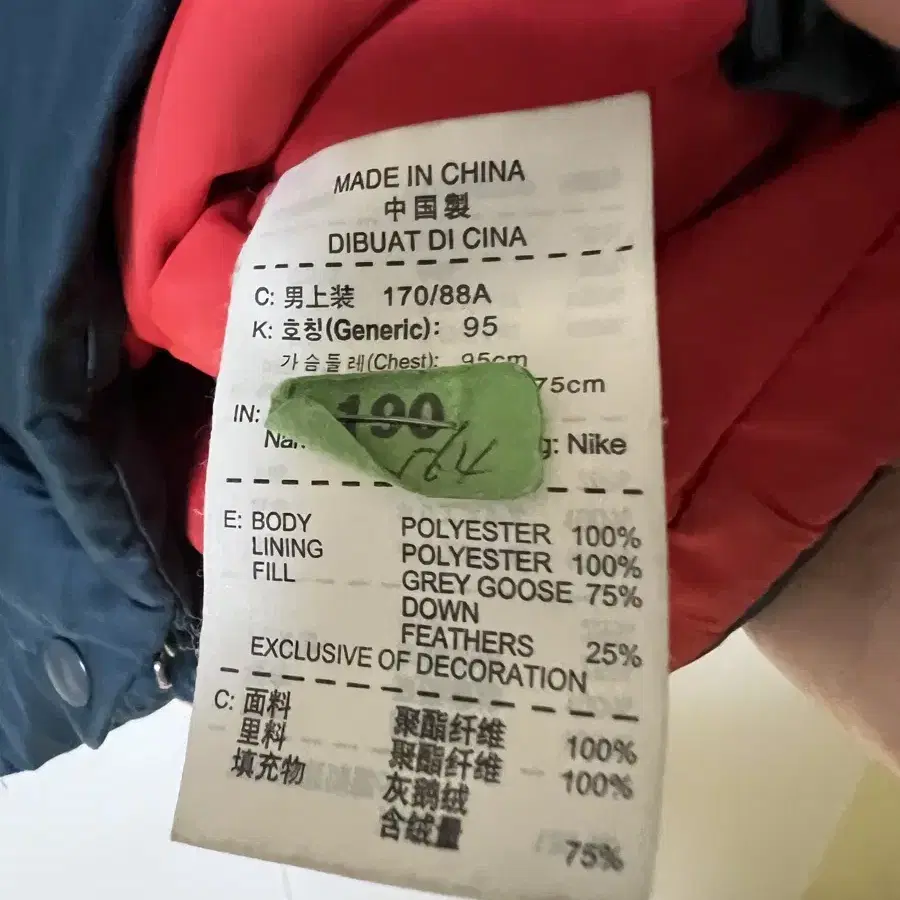 MADE IN CHINA
中国製
DIBUAT DI CINA
C: 男上装 170/88A
K: 호칭(Generic): 95
가슴둘레(Chest): 95cm
75cm
IN:
190
g: Nike
E: BODY POLYESTER 100%
LINING POLYESTER 100%
FILL GREY GOOSE 75%
DOWN
FEATHERS 25%
EXCLUSIVE OF DECORATION
C: 面料 聚酯纤维 100%
里料 聚酯纤维 100%
填充物 灰鹅绒
含绒量 75%